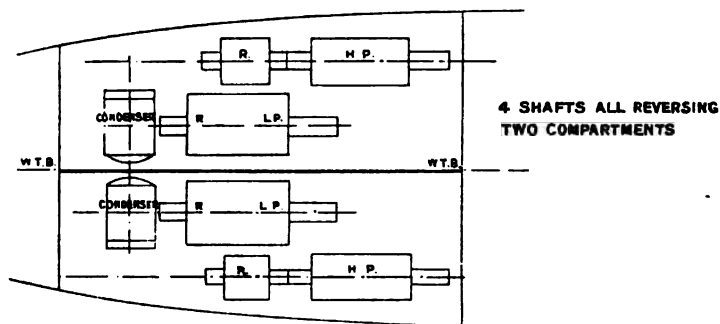 R. H P.
CONDENSER R L P.
4 SHAFTS ALL REVERSING
TWO COMPARTMENTS
W T.B. W T.B.
CONDENSER R L P.
R. H P.